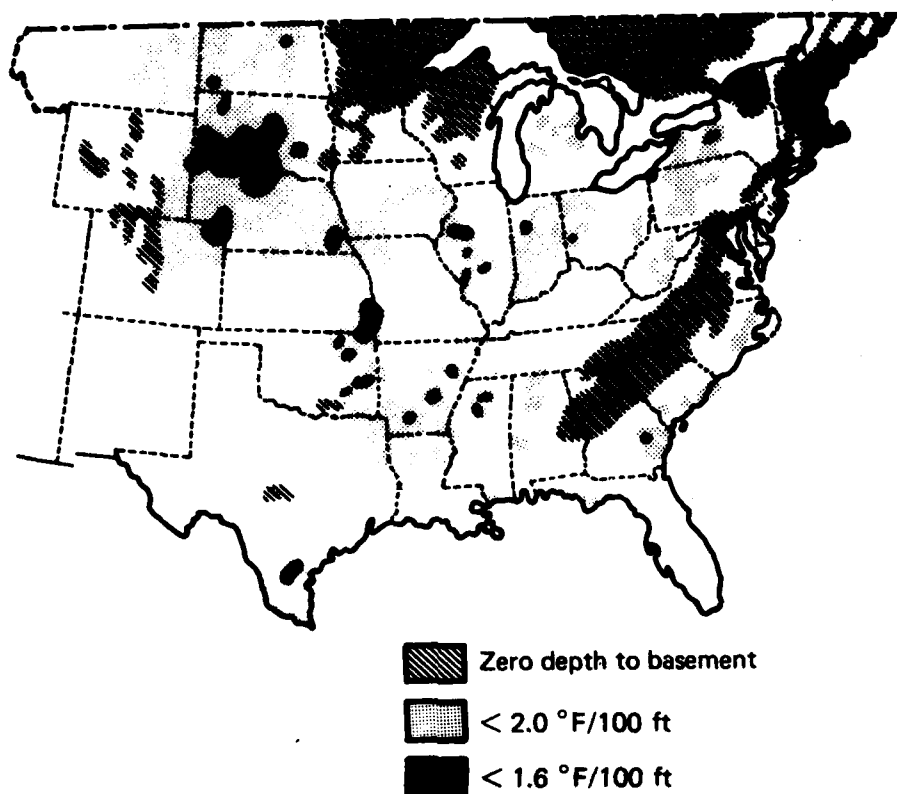 Zero depth to basement
< 2.0 °F/100 ft
< 1.6 °F/100 ft